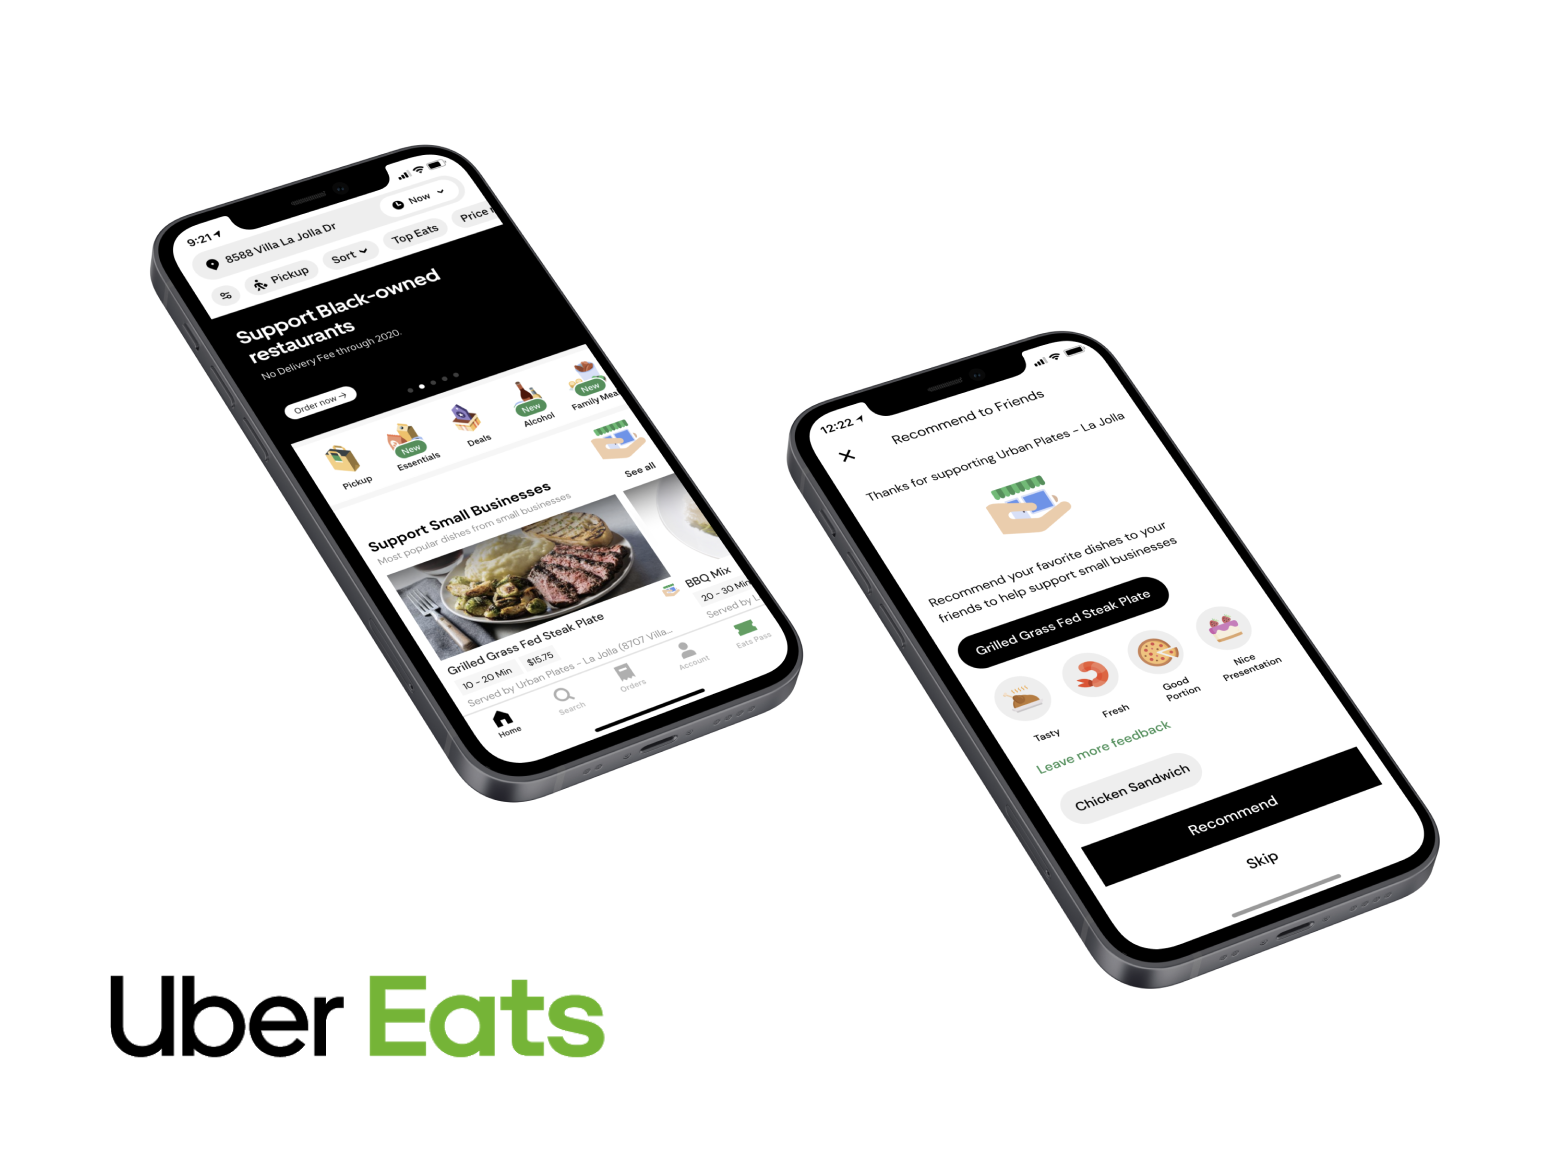 9:21
8588 Villa La Jolla Dr
Now
Pickup
Sort
Top Eats
Price
Support Black-owned
restaurants
No Delivery Fee through 2020.
Order now →
Pickup
New
Essentials
Deals
New
Alcohol
New
Family Mea
Support Small Businesses
Most popular dishes from small businesses
See all
Grilled Grass Fed Steak Plate
10 - 20 Min
$15.75
Served by Urban Plates - La Jolla (8707 Villa...
BBQ Mix
20 - 30 Min
Served by L
Home
Search
Orders
Account
Eats Pass
12:22
Recommend to Friends
Thanks for supporting Urban Plates - La Jolla
Recommend your favorite dishes to your
friends to help support small businesses
Grilled Grass Fed Steak Plate
Tasty
Fresh
Good
Portion
Nice
Presentation
Leave more feedback
Chicken Sandwich
Recommend
Skip
Uber Eats